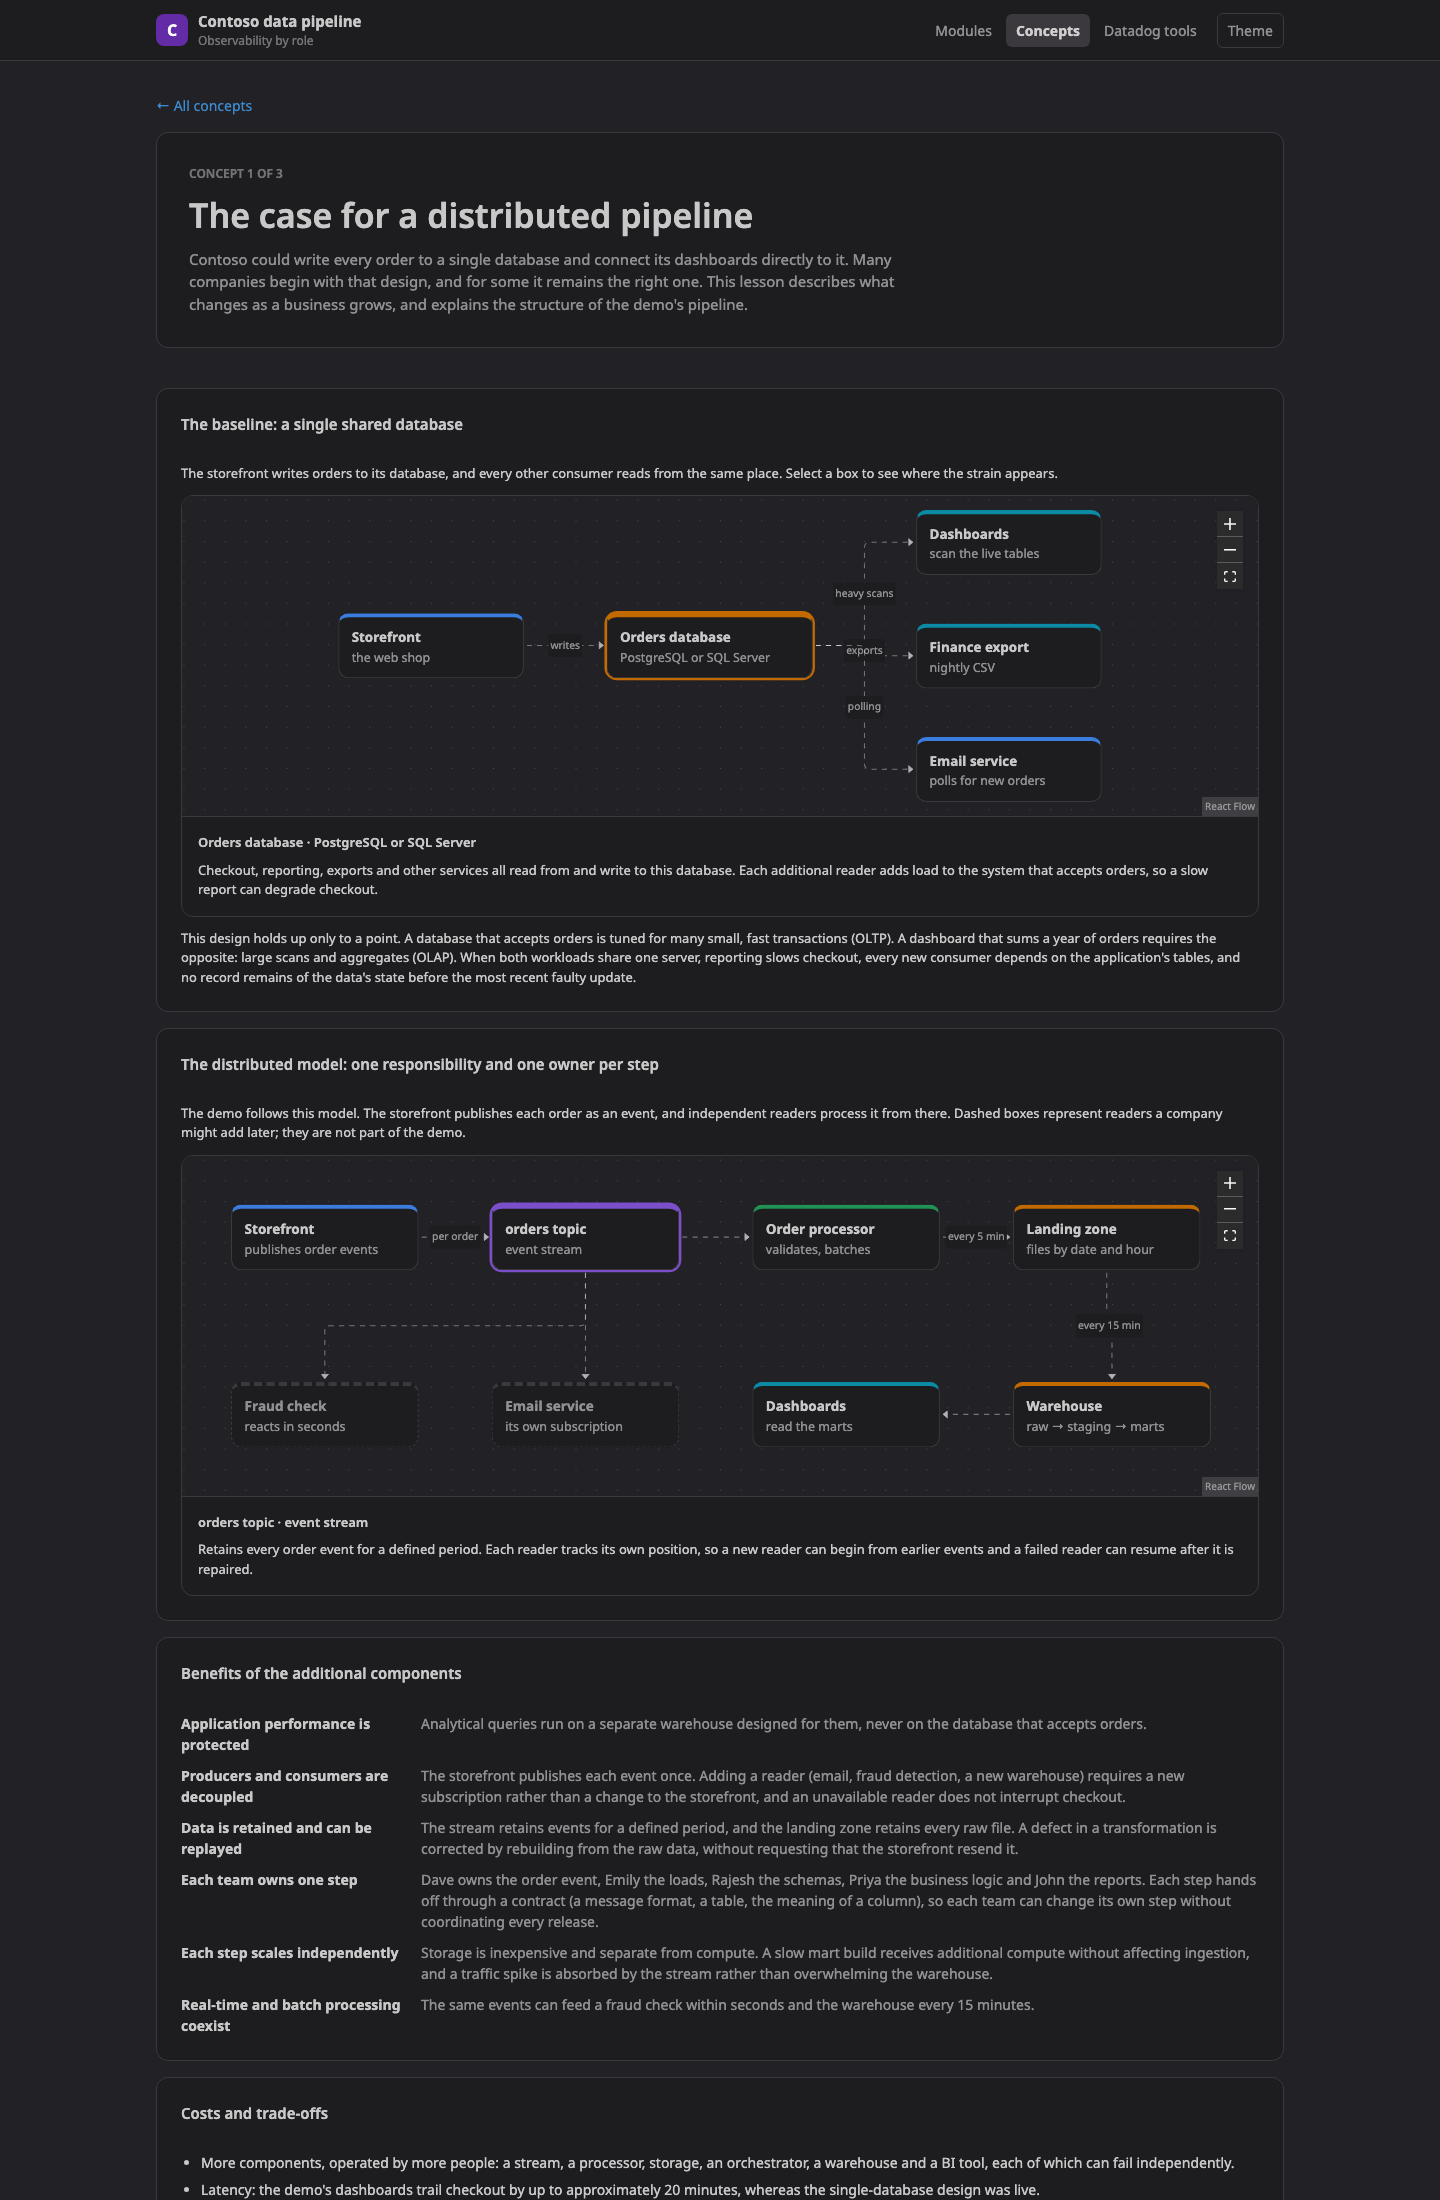 C
Contoso data pipeline
Observability by role
Modules
Concepts
Datadog tools
Theme
← All concepts
CONCEPT 1 OF 3
The case for a distributed pipeline
Contoso could write every order to a single database and connect its dashboards directly to it. Many
companies begin with that design, and for some it remains the right one. This lesson describes what
changes as a business grows, and explains the structure of the demo's pipeline.
The baseline: a single shared database
The storefront writes orders to its database, and every other consumer reads from the same place. Select a box to see where the strain appears.
Dashboards
scan the live tables
heavy scans
Storefront
the web shop
writes
Orders database
PostgreSQL or SQL Server
exports
Finance export
nightly CSV
polling
Email service
polls for new orders
React Flow
Orders database · PostgreSQL or SQL Server
Checkout, reporting, exports and other services all read from and write to this database. Each additional reader adds load to the system that accepts orders, so a slow
report can degrade checkout.
This design holds up only to a point. A database that accepts orders is tuned for many small, fast transactions (OLTP). A dashboard that sums a year of orders requires the
opposite: large scans and aggregates (OLAP). When both workloads share one server, reporting slows checkout, every new consumer depends on the application's tables, and
no record remains of the data's state before the most recent faulty update.
The distributed model: one responsibility and one owner per step
The demo follows this model. The storefront publishes each order as an event, and independent readers process it from there. Dashed boxes represent readers a company
might add later; they are not part of the demo.
Storefront
publishes order events
per order
orders topic
event stream
Order processor
validates, batches
every 5 min
Landing zone
files by date and hour
every 15 min
Fraud check
reacts in seconds
Email service
its own subscription
Dashboards
read the marts
Warehouse
raw → staging → marts
React Flow
orders topic · event stream
Retains every order event for a defined period. Each reader tracks its own position, so a new reader can begin from earlier events and a failed reader can resume after it is
repaired.
Benefits of the additional components
Application performance is
protected
Analytical queries run on a separate warehouse designed for them, never on the database that accepts orders.
Producers and consumers are
decoupled
The storefront publishes each event once. Adding a reader (email, fraud detection, a new warehouse) requires a new
subscription rather than a change to the storefront, and an unavailable reader does not interrupt checkout.
Data is retained and can be
replayed
The stream retains events for a defined period, and the landing zone retains every raw file. A defect in a transformation is
corrected by rebuilding from the raw data, without requesting that the storefront resend it.
Each team owns one step
Dave owns the order event, Emily the loads, Rajesh the schemas, Priya the business logic and John the reports. Each step hands
off through a contract (a message format, a table, the meaning of a column), so each team can change its own step without
coordinating every release.
Each step scales independently
Storage is inexpensive and separate from compute. A slow mart build receives additional compute without affecting ingestion,
and a traffic spike is absorbed by the stream rather than overwhelming the warehouse.
Real-time and batch processing
coexist
The same events can feed a fraud check within seconds and the warehouse every 15 minutes.
Costs and trade-offs
• More components, operated by more people: a stream, a processor, storage, an orchestrator, a warehouse and a BI tool, each of which can fail independently.
• Latency: the demo's dashboards trail checkout by up to approximately 20 minutes, whereas the single-database design was live.